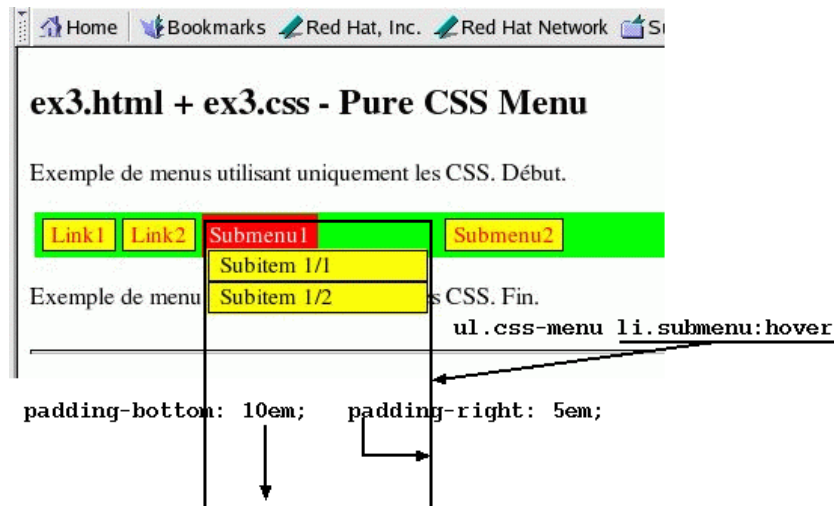 Home Bookmarks Red Hat, Inc. Red Hat Network
ex3.html + ex3.css - Pure CSS Menu
Exemple de menus utilisant uniquement les CSS. Début.
Link1 Link2 Submenu1 Submenu2
Subitem 1/1
Subitem 1/2
Exemple de menu CSS. Fin.
ul.css-menu li.submenu:hover
padding-bottom: 10em; padding-right: 5em;